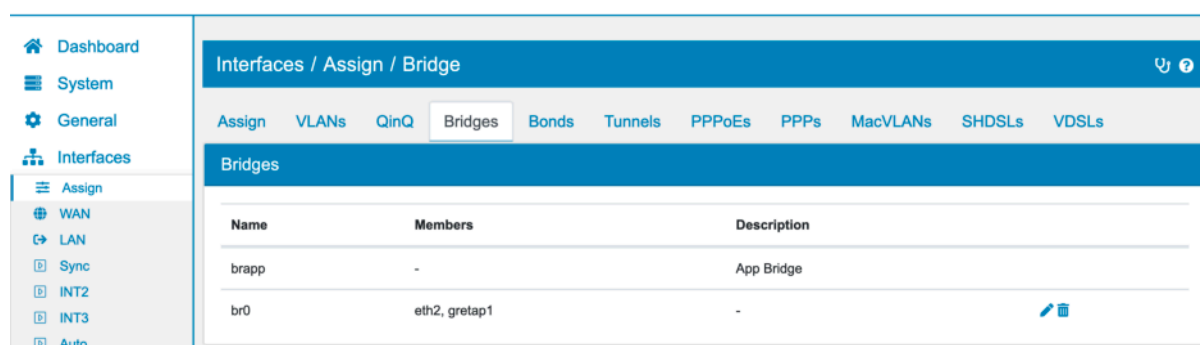 Dashboard
System
General
Interfaces
Assign
WAN
LAN
Sync
INT2
INT3
Auto
Interfaces / Assign / Bridge
Assign VLANs QinQ Bridges Bonds Tunnels PPPoEs PPPs MacVLANs SHDSLs VDSLs
Bridges
Name Members Description
brapp - App Bridge
br0 eth2, gretap1 -